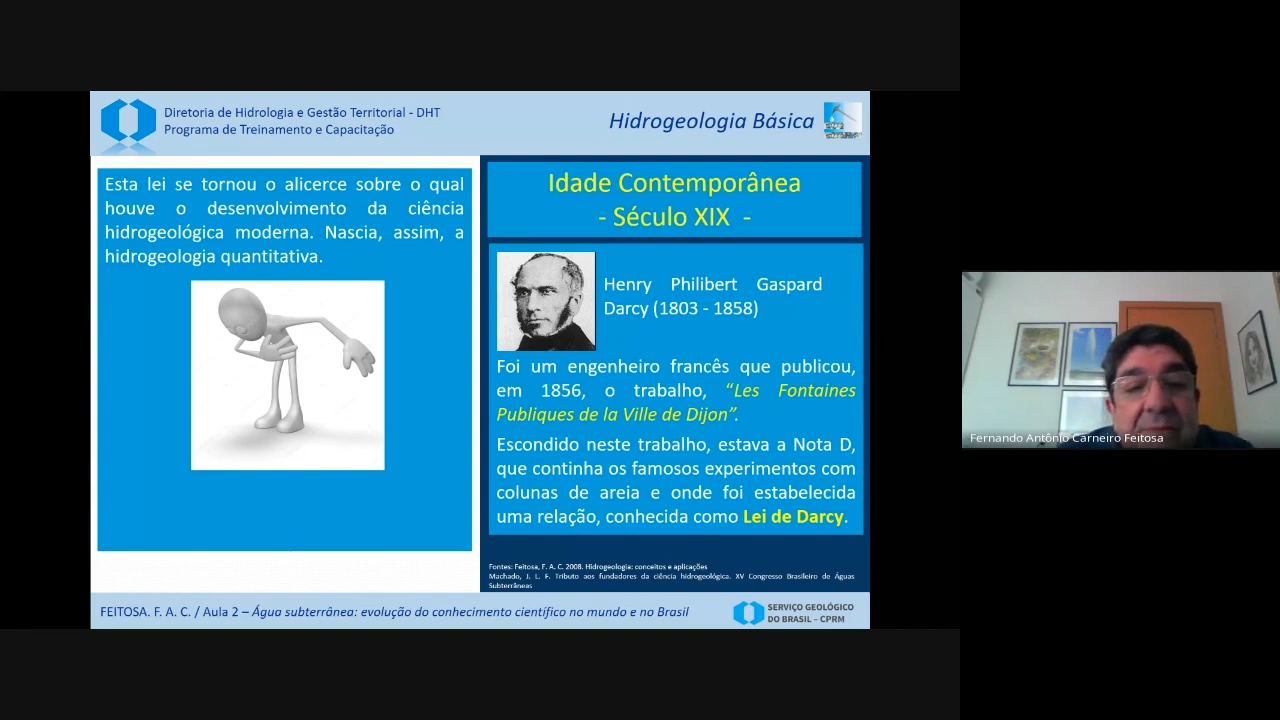 Diretoria de Hidrologia e Gestão Territorial - DHT
Programa de Treinamento e Capacitação
Hidrogeologia Básica
Esta lei se tornou o alicerce sobre o qual
houve o desenvolvimento da ciência
hidrogeológica moderna. Nascia, assim, a
hidrogeologia quantitativa.
Idade Contemporânea
- Século XIX -
Henry Philibert Gaspard
Darcy (1803 - 1858)
Foi um engenheiro francês que publicou,
em 1856, o trabalho, “Les Fontaines
Publiques de la Ville de Dijon”.
Escondido neste trabalho, estava a Nota D,
que continha os famosos experimentos com
colunas de areia e onde foi estabelecida
uma relação, conhecida como Lei de Darcy.
Fontes: Feitosa, F. A. C. 2008. Hidrogeologia: conceitos e aplicações
Machado, J. L. F. Tributo aos fundadores da ciência hidrogeológica. XV Congresso Brasileiro de Águas
Subterrâneas
FEITOSA. F. A. C. / Aula 2 – Água subterrânea: evolução do conhecimento científico no mundo e no Brasil
SERVIÇO GEOLÓGICO
DO BRASIL – CPRM
Fernando Antônio Carneiro Feitosa